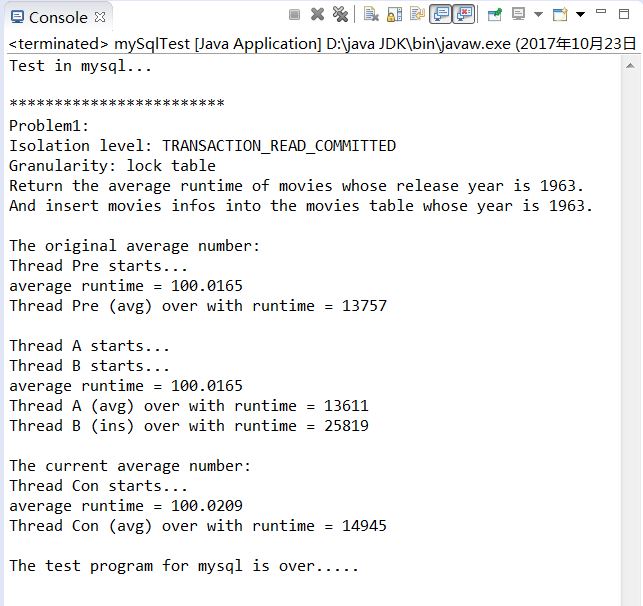 Console
<terminated> mySqlTest [Java Application] D:\java JDK\bin\javaw.exe (2017年10月23日
Test in mysql...
************************
Problem1:
Isolation level: TRANSACTION_READ_COMMITTED
Granularity: lock table
Return the average runtime of movies whose release year is 1963.
And insert movies infos into the movies table whose year is 1963.
The original average number:
Thread Pre starts...
average runtime = 100.0165
Thread Pre (avg) over with runtime = 13757
Thread A starts...
Thread B starts...
average runtime = 100.0165
Thread A (avg) over with runtime = 13611
Thread B (ins) over with runtime = 25819
The current average number:
Thread Con starts...
average runtime = 100.0209
Thread Con (avg) over with runtime = 14945
The test program for mysql is over.....